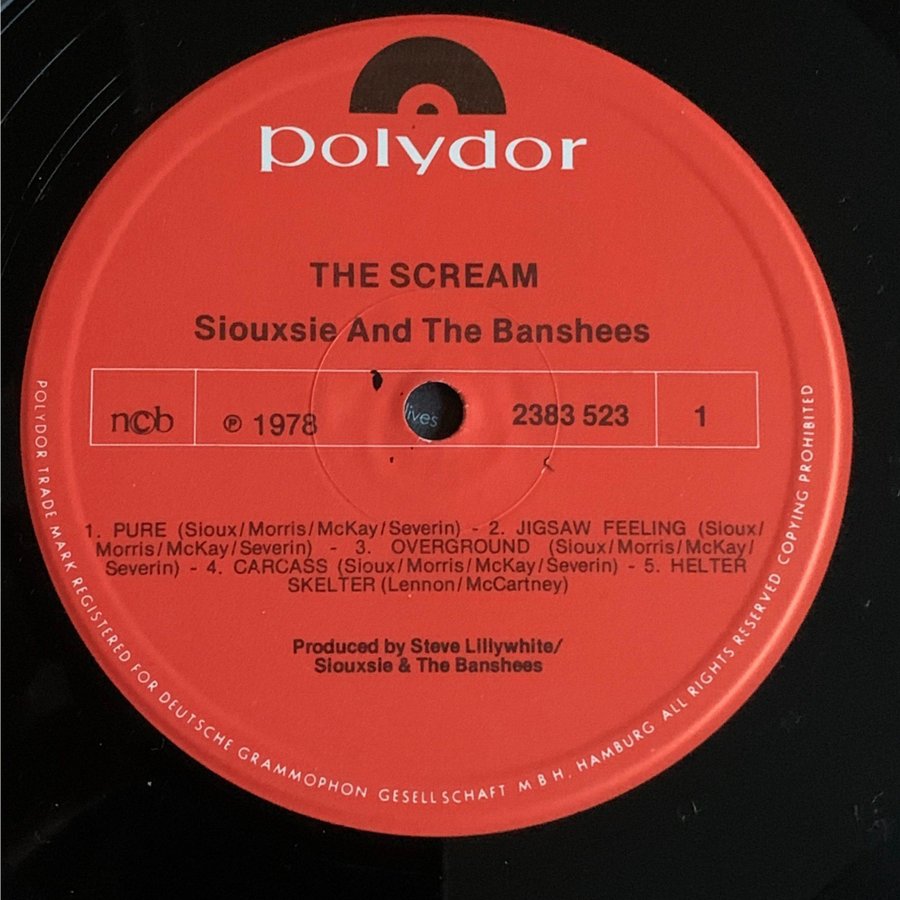 polydor
THE SCREAM
Siouxsie And The Banshees
ncb
℗ 1978
lives
2383 523
1
1. PURE (Sioux/Morris/McKay/Severin) - 2. JIGSAW FEELING (Sioux/
Morris/McKay/Severin) - 3. OVERGROUND (Sioux/Morris/McKay/
Severin) - 4. CARCASS (Sioux/Morris/McKay/Severin) - 5. HELTER
SKELTER (Lennon/McCartney)
Produced by Steve Lillywhite/
Siouxsie & The Banshees
POLYDOR TRADE MARK REGISTERED FOR DEUTSCHE GRAMMOPHON GESELLSCHAFT M B H, HAMBURG ALL RIGHTS RESERVED COPYING PROHIBITED